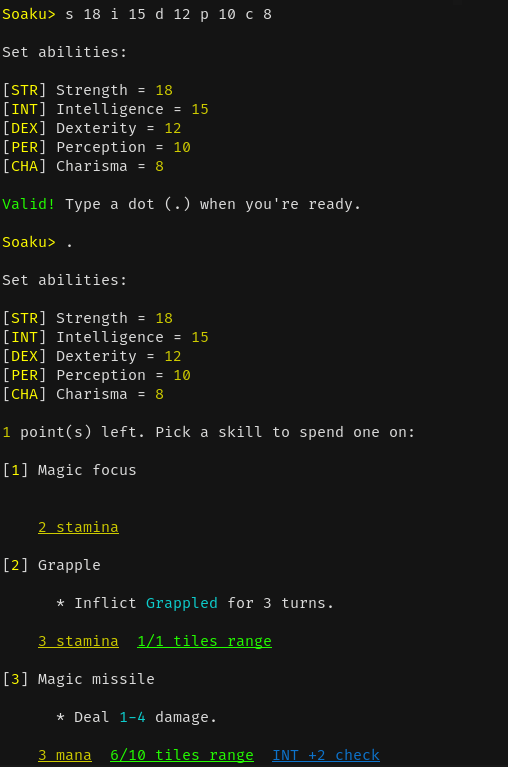 Soaku> s 18 i 15 d 12 p 10 c 8
Set abilities:
[STR] Strength = 18
[INT] Intelligence = 15
[DEX] Dexterity = 12
[PER] Perception = 10
[CHA] Charisma = 8
Valid! Type a dot (.) when you're ready.
Soaku> .
Set abilities:
[STR] Strength = 18
[INT] Intelligence = 15
[DEX] Dexterity = 12
[PER] Perception = 10
[CHA] Charisma = 8
1 point(s) left. Pick a skill to spend one on:
[1] Magic focus
2 stamina
[2] Grapple
* Inflict Grappled for 3 turns.
3 stamina  1/1 tiles range
[3] Magic missile
* Deal 1-4 damage.
3 mana  6/10 tiles range  INT +2 check